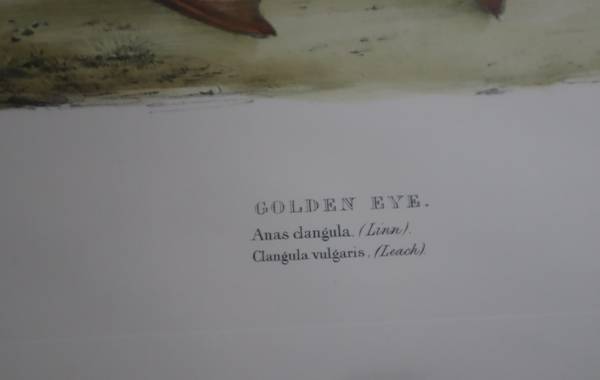 GOLDEN EYE.
Anas clangula. (Linn).
Clangula vulgaris. (Leach).